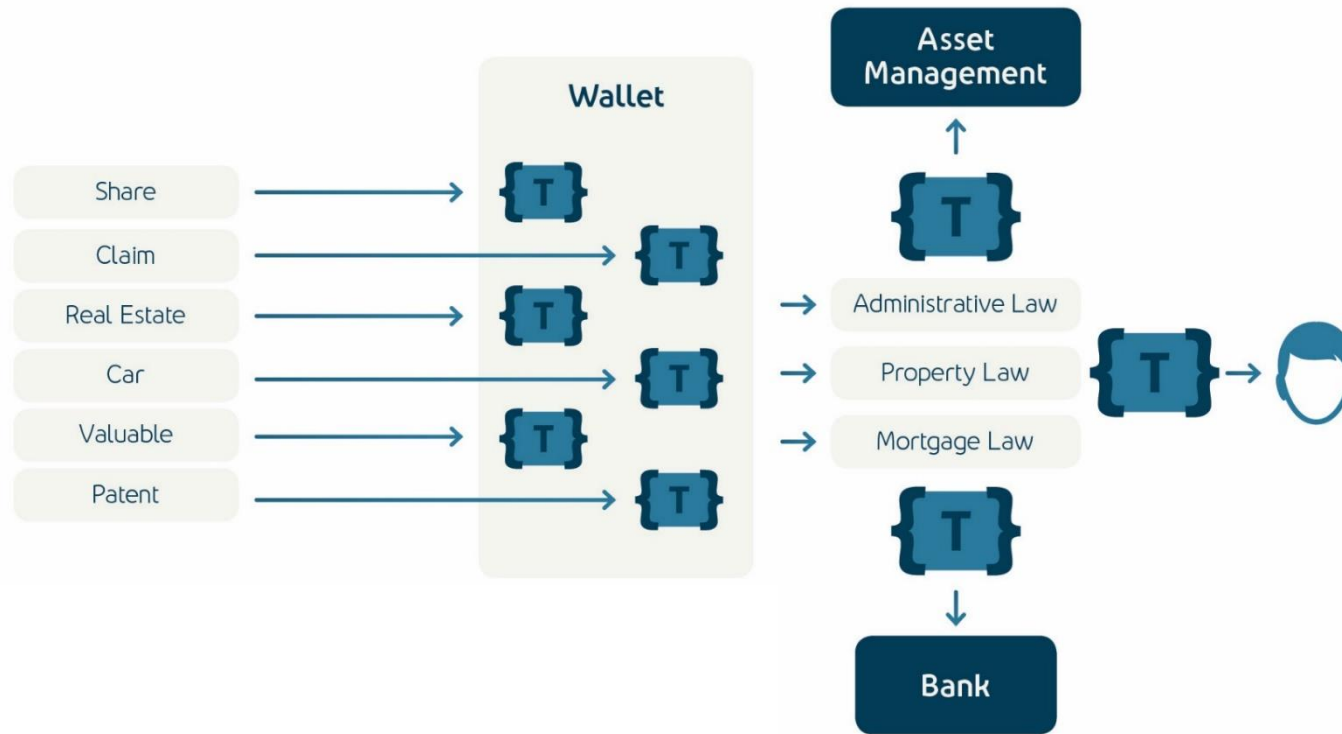 Asset
Management
Wallet
Share
T
Claim
T
T
Administrative Law
Real Estate
T
Car
T
Property Law
T
Valuable
T
Mortgage Law
Patent
T
T
Bank